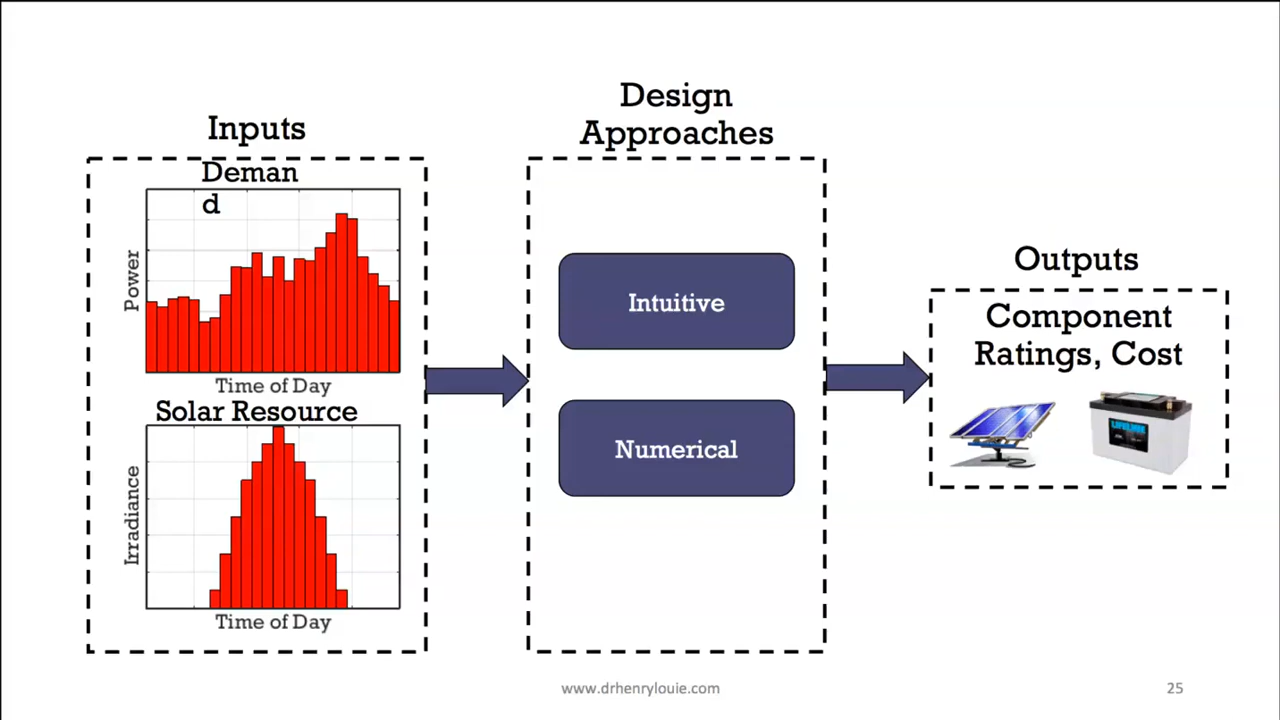 Inputs
Deman
d
Power
Time of Day
Solar Resource
Irradiance
Time of Day
Design
Approaches
Intuitive
Numerical
Outputs
Component
Ratings, Cost
www.drhenrylouie.com
25